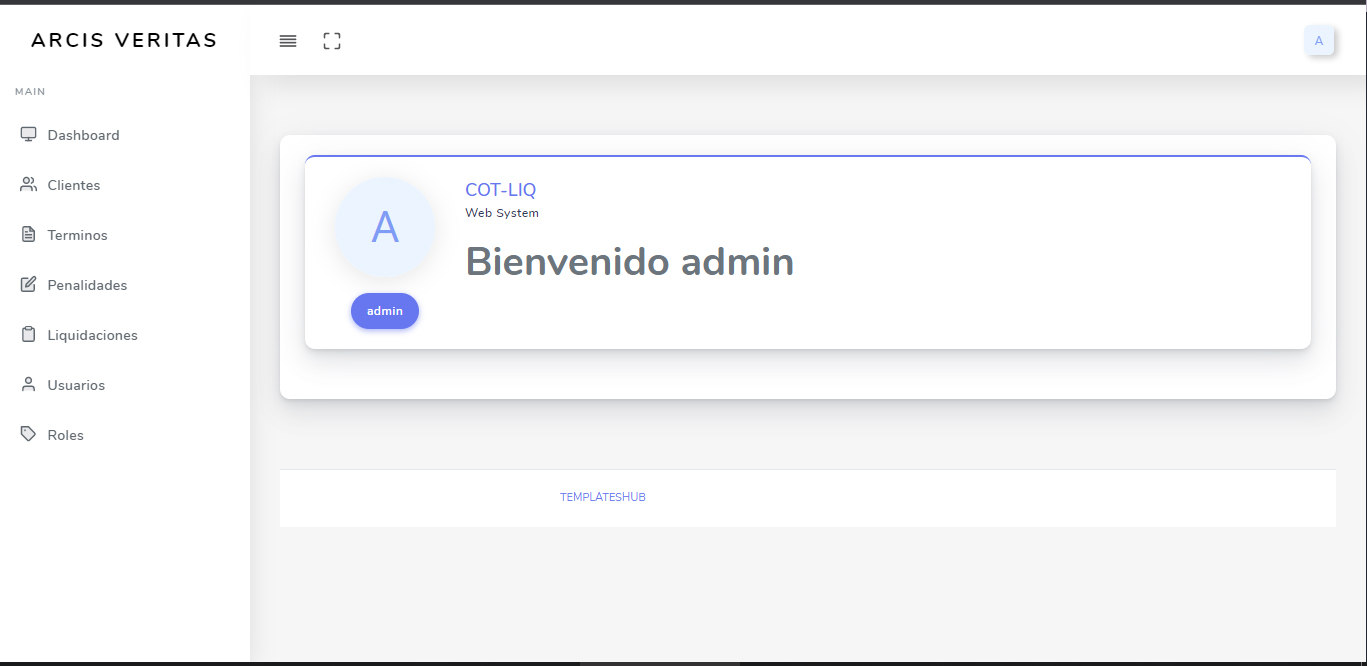 ARCIS VERITAS
A
MAIN
Dashboard
Clientes
Terminos
Penalidades
Liquidaciones
Usuarios
Roles
A
COT-LIQ
Web System
Bienvenido admin
admin
TEMPLATESHUB